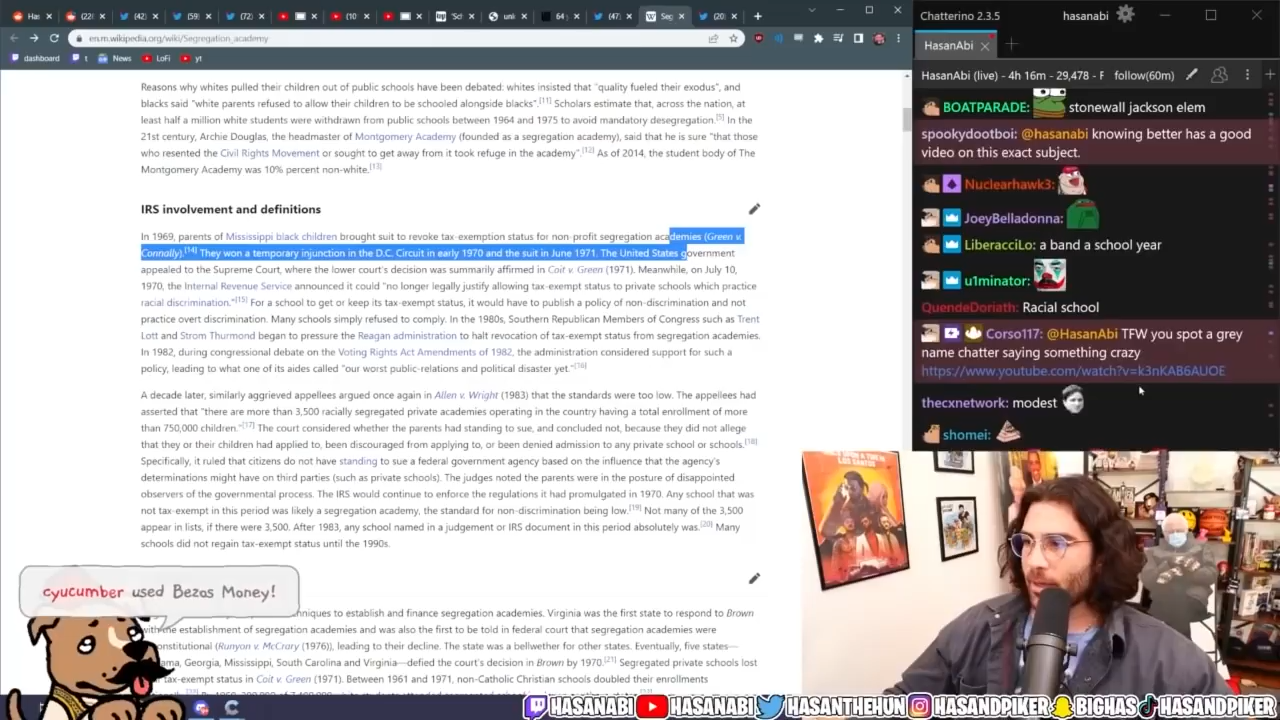 Ha
(22)
(42)
(59)
(72)
(10
'Sc
uni
64
(47)
Seg
(20)
Chatterino 2.3.5
hasanabi
en.m.wikipedia.org/wiki/Segregation_academy
HasanAbi
dashboard
t
News
LoFi
yt
HasanAbi (live) - 4h 16m - 29,478 - F
follow(60m)
Reasons why whites pulled their children out of public schools have been debated: whites insisted that "quality fueled their exodus", and
blacks said "white parents refused to allow their children to be schooled alongside blacks".[11] Scholars estimate that, across the nation, at
least half a million white students were withdrawn from public schools between 1964 and 1975 to avoid mandatory desegregation.[5] In the
21st century, Archie Douglas, the headmaster of Montgomery Academy (founded as a segregation academy), said that he is sure "that those
who resented the Civil Rights Movement or sought to get away from it took refuge in the academy".[12] As of 2014, the student body of The
Montgomery Academy was 10% percent non-white.[13]
IRS involvement and definitions
In 1969, parents of Mississippi black children brought suit to revoke tax-exemption status for non-profit segregation academies (Green v.
Connally).[14] They won a temporary injunction in the D.C. Circuit in early 1970 and the suit in June 1971. The United States government
appealed to the Supreme Court, where the lower court's decision was summarily affirmed in Coit v. Green (1971). Meanwhile, on July 10,
1970, the Internal Revenue Service announced it could "no longer legally justify allowing tax-exempt status to private schools which practice
racial discrimination."[15] For a school to get or keep its tax-exempt status, it would have to publish a policy of non-discrimination and not
practice overt discrimination. Many schools simply refused to comply. In the 1980s, Southern Republican Members of Congress such as Trent
Lott and Strom Thurmond began to pressure the Reagan administration to halt revocation of tax-exempt status from segregation academies.
In 1982, during congressional debate on the Voting Rights Act Amendments of 1982, the administration considered support for such a
policy, leading to what one of its aides called "our worst public-relations and political disaster yet."[16]
A decade later, similarly aggrieved appellees argued once again in Allen v. Wright (1983) that the standards were too low. The appellees had
asserted that "there are more than 3,500 racially segregated private academies operating in the country having a total enrollment of more
than 750,000 children."[17] The court considered whether the parents had standing to sue, and concluded not, because they did not allege
that they or their children had applied to, been discouraged from applying to, or been denied admission to any private school or schools.[18]
Specifically, it ruled that citizens do not have standing to sue a federal government agency based on the influence that the agency's
determinations might have on third parties (such as private schools). The judges noted the parents were in the posture of disappointed
observers of the governmental process. The IRS would continue to enforce the regulations it had promulgated in 1970. Any school that was
not tax-exempt in this period was likely a segregation academy, the standard for non-discrimination being low.[19] Not many of the 3,500
appear in lists, if there were 3,500. After 1983, any school named in a judgement or IRS document in this period absolutely was.[20] Many
schools did not regain tax-exempt status until the 1990s.
niques to establish and finance segregation academies. Virginia was the first state to respond to Brown
with the establishment of segregation academies and was also the first to be told in federal court that segregation academies were
onstitutional (Runyon v. McCrary (1976)), leading to their decline. The state was a bellwether for other states. Eventually, five states—
ama, Georgia, Mississippi, South Carolina and Virginia—defied the court's decision in Brown by 1970.[21] Segregated private schools lost
tax-exempt status in Coit v. Green (1971). Between 1961 and 1971, non-Catholic Christian schools doubled their enrollments
BOATPARADE: stonewall jackson elem
spookydootboi: @hasanabi knowing better has a good
video on this exact subject.
Nuclearhawk3:
JoeyBelladonna:
LiberacciLo: a band a school year
u1minator:
QuendeDoriath: Racial school
Corso117: @HasanAbi TFW you spot a grey
name chatter saying something crazy
https://www.youtube.com/watch?v=k3nKAB6AUOE
thecxnetwork: modest
shomei:
cyucumber used Bezos Money!
HASANABI
HASANABI
HASANTHEHUN
HASANDPIKER
BIGHAS
HASANDPIKER